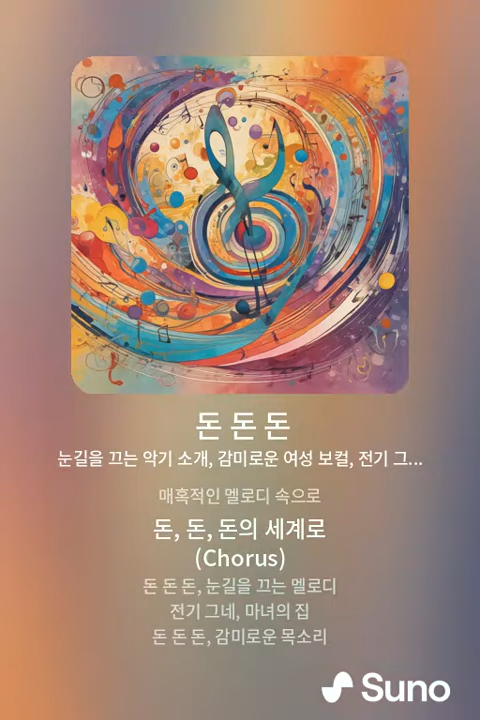 돈 돈 돈
눈길을 끄는 악기 소개, 감미로운 여성 보컬, 전기 그...
매혹적인 멜로디 속으로
돈, 돈, 돈의 세계로
(Chorus)
돈 돈 돈, 눈길을 끄는 멜로디
전기 그네, 마녀의 집
돈 돈 돈, 감미로운 목소리
Suno